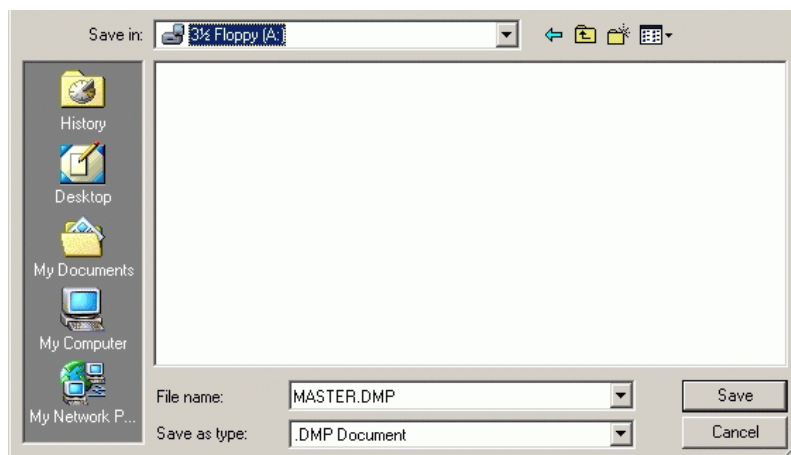 Save in: 3½ Floppy (A:)
History
Desktop
My Documents
My Computer
My Network P...
File name: MASTER.DMP Save
Save as type: .DMP Document Cancel